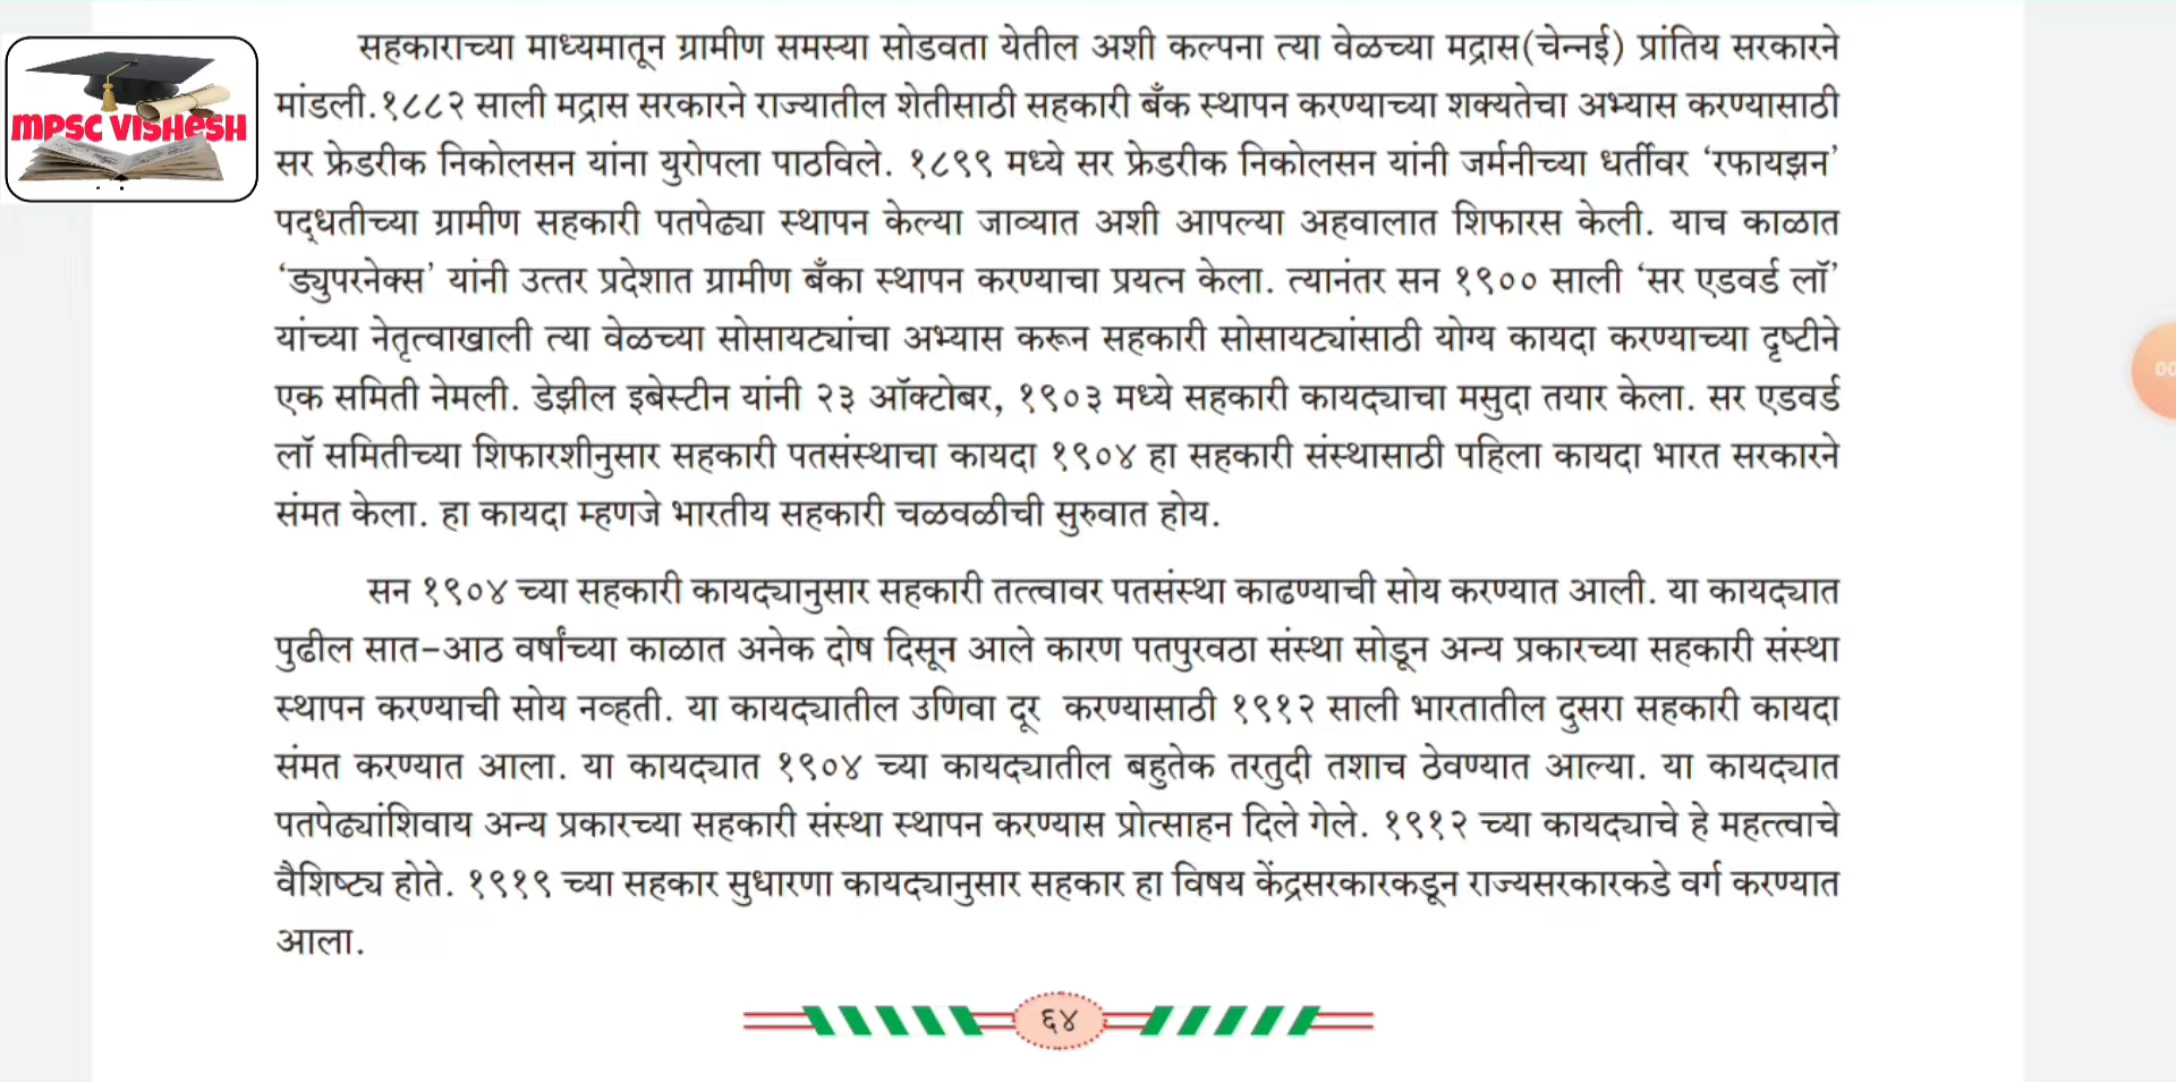 MPSC VISHESH
सहकाराच्या माध्यमातून ग्रामीण समस्या सोडवता येतील अशी कल्पना त्या वेळच्या मद्रास(चेन्नई) प्रांतिय सरकारने
मांडली.१८८२ साली मद्रास सरकारने राज्यातील शेतीसाठी सहकारी बँक स्थापन करण्याच्या शक्यतेचा अभ्यास करण्यासाठी
सर फ्रेडरीक निकोलसन यांना युरोपला पाठविले. १८९९ मध्ये सर फ्रेडरीक निकोलसन यांनी जर्मनीच्या धर्तीवर ‘रफायझन’
पद्धतीच्या ग्रामीण सहकारी पतपेढ्या स्थापन केल्या जाव्यात अशी आपल्या अहवालात शिफारस केली. याच काळात
‘ड्युपरनेक्स’ यांनी उत्तर प्रदेशात ग्रामीण बँका स्थापन करण्याचा प्रयत्न केला. त्यानंतर सन १९०० साली ‘सर एडवर्ड लॉ’
यांच्या नेतृत्वाखाली त्या वेळच्या सोसायट्यांचा अभ्यास करून सहकारी सोसायट्यांसाठी योग्य कायदा करण्याच्या दृष्टीने
एक समिती नेमली. डेझील इबेस्टीन यांनी २३ ऑक्टोबर, १९०३ मध्ये सहकारी कायद्याचा मसुदा तयार केला. सर एडवर्ड
लॉ समितीच्या शिफारशीनुसार सहकारी पतसंस्थाचा कायदा १९०४ हा सहकारी संस्थासाठी पहिला कायदा भारत सरकारने
संमत केला. हा कायदा म्हणजे भारतीय सहकारी चळवळीची सुरुवात होय.
सन १९०४ च्या सहकारी कायद्यानुसार सहकारी तत्त्वावर पतसंस्था काढण्याची सोय करण्यात आली. या कायद्यात
पुढील सात-आठ वर्षांच्या काळात अनेक दोष दिसून आले कारण पतपुरवठा संस्था सोडून अन्य प्रकारच्या सहकारी संस्था
स्थापन करण्याची सोय नव्हती. या कायद्यातील उणिवा दूर करण्यासाठी १९१२ साली भारतातील दुसरा सहकारी कायदा
संमत करण्यात आला. या कायद्यात १९०४ च्या कायद्यातील बहुतेक तरतुदी तशाच ठेवण्यात आल्या. या कायद्यात
पतपेढ्यांशिवाय अन्य प्रकारच्या सहकारी संस्था स्थापन करण्यास प्रोत्साहन दिले गेले. १९१२ च्या कायद्याचे हे महत्त्वाचे
वैशिष्ट्य होते. १९१९ च्या सहकार सुधारणा कायद्यानुसार सहकार हा विषय केंद्रसरकारकडून राज्यसरकारकडे वर्ग करण्यात
आला.
६४